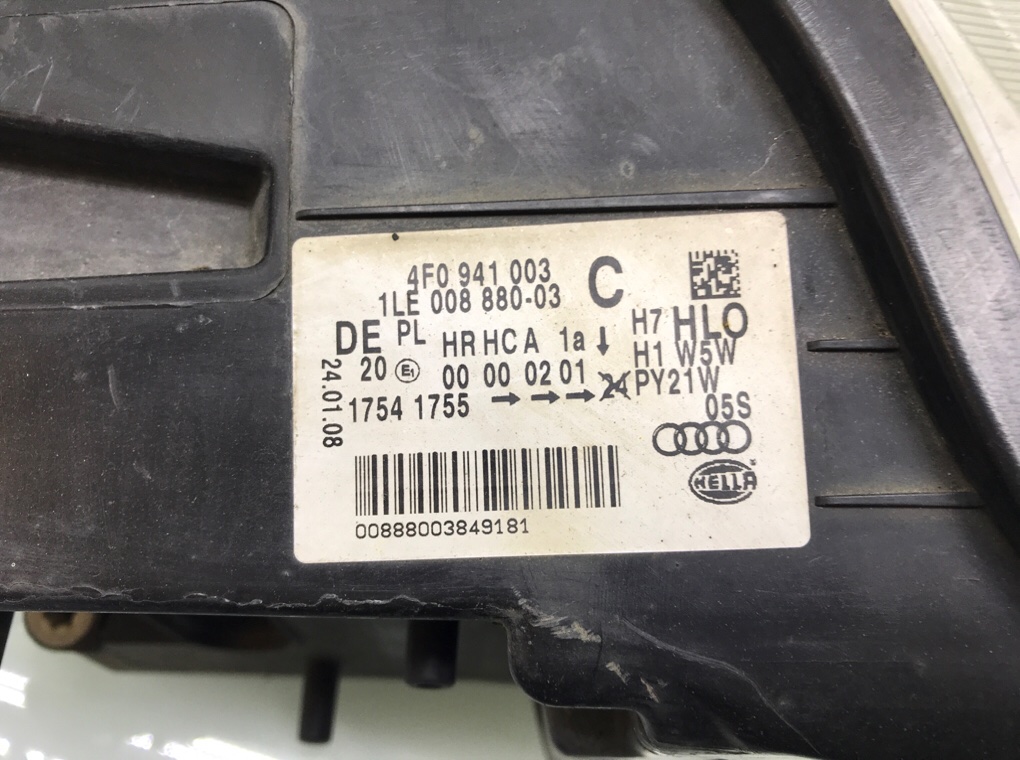 4F0 941 003 C
1LE 008 880-03
DE PL HR HC A 1a ↓ H7 HLO
H1 W5W
20 E1 00 00 02 01 24 PY21W
1754 1755 → → → 05S
24.01.08
HELLA
00888003849181